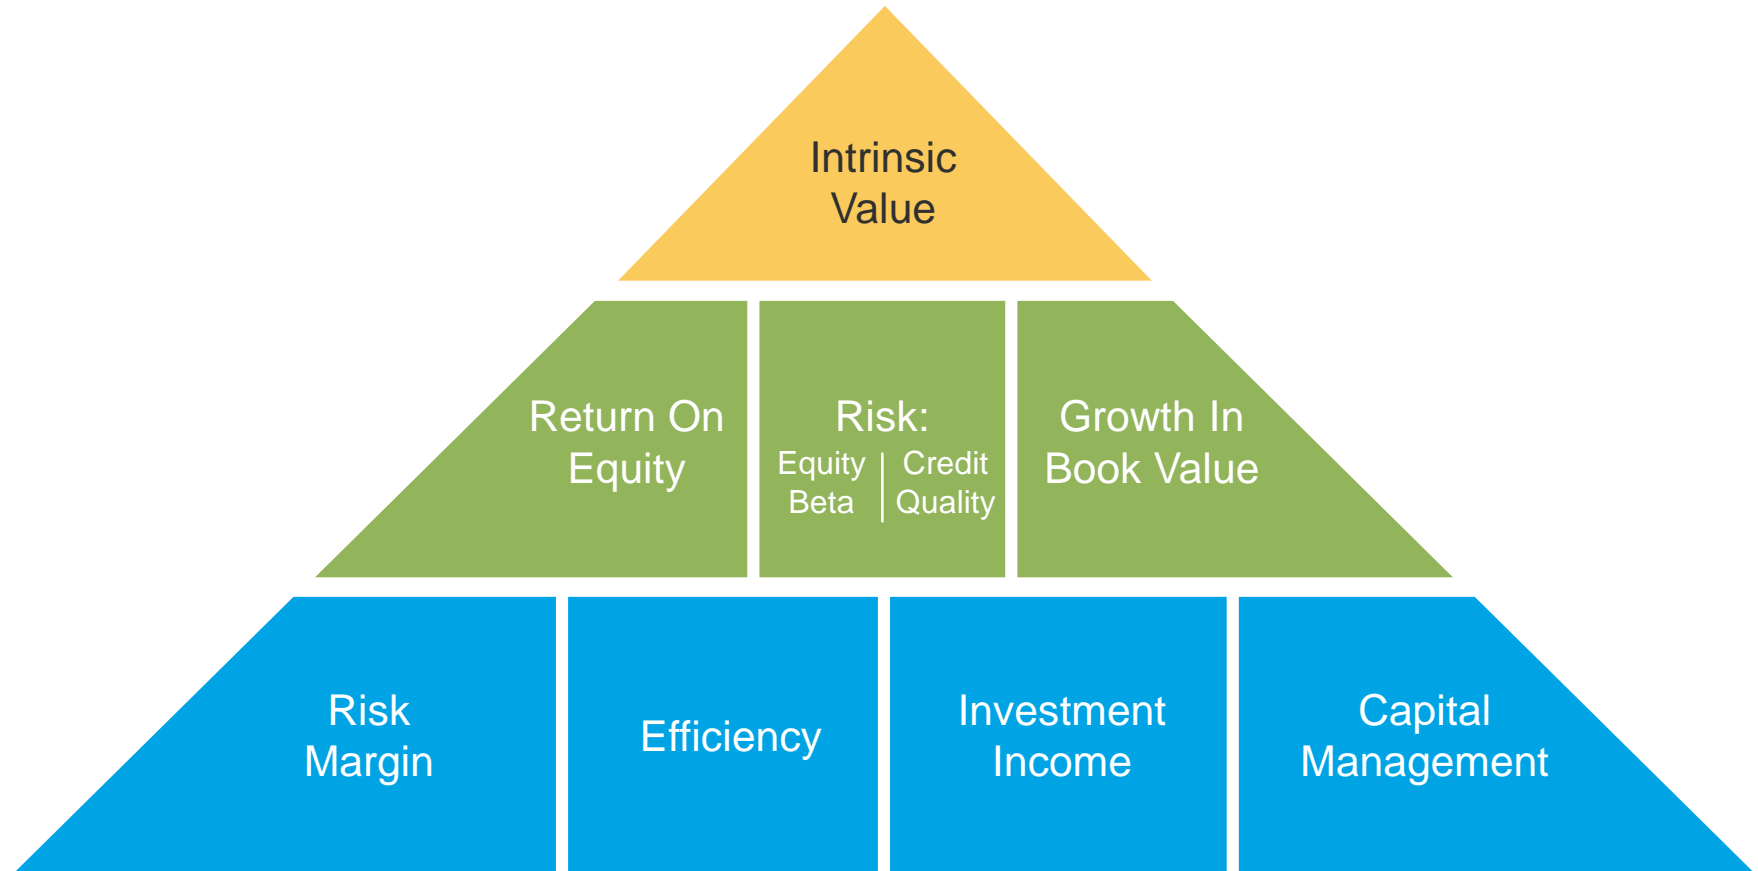 Intrinsic
Value
Return On
Equity
Risk:
Equity
Beta
Credit
Quality
Growth In
Book Value
Risk
Margin
Efficiency
Investment
Income
Capital
Management